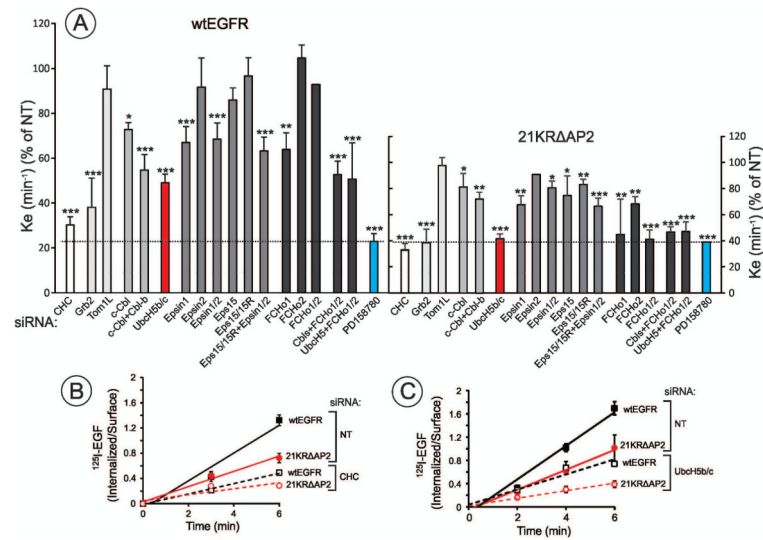 A
wtEGFR
120
100
80
60
40
20
0
Ke (min⁻¹) (% of NT)
*** *** * *** *** *** *** *** ** *** *** ***
siRNA:
CHC
Grb2
Tom1L
c-Cbl
c-Cbl+Cbl-b
UbcH5b/c
Epsin1
Epsin2
Epsin1/2
Eps15
Eps15/15R
Eps15/15R+Epsin1/2
FCHo1
FCHo2
FCHo1/2
Cbls+FCHo1/2
UbcH5+FCHo1/2
PD158780
21KRΔAP2
120
100
80
60
40
20
0
Ke (min⁻¹) (% of NT)
*** *** * ** *** ** * * ** *** ** ** *** *** *** ***
CHC
Grb2
Tom1L
c-Cbl
c-Cbl+Cbl-b
UbcH5b/c
Epsin1
Epsin2
Epsin1/2
Eps15
Eps15/15R
Eps15/15R+Epsin1/2
FCHo1
FCHo2
FCHo1/2
Cbls+FCHo1/2
UbcH5+FCHo1/2
PD158780
B
¹²⁵I-EGF
(Internalized/Surface)
2
1.6
1.2
0.8
0.4
0
0
3
6
Time (min)
siRNA:
wtEGFR
21KRΔAP2
NT
wtEGFR
21KRΔAP2
CHC
C
¹²⁵I-EGF
(Internalized/Surface)
2
1.6
1.2
0.8
0.4
0
0
2
4
6
Time (min)
siRNA:
wtEGFR
21KRΔAP2
NT
wtEGFR
21KRΔAP2
UbcH5b/c